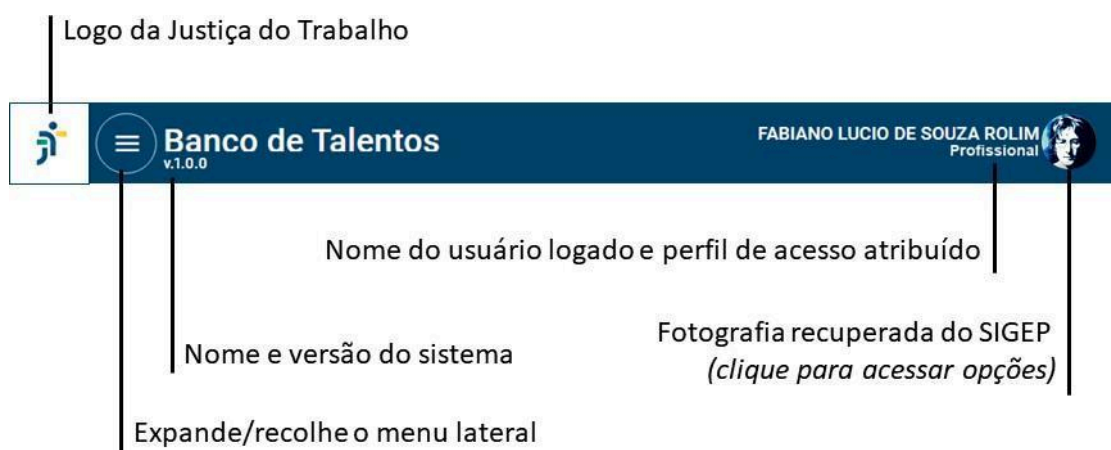 Logo da Justiça do Trabalho
Banco de Talentos
v.1.0.0
FABIANO LUCIO DE SOUZA ROLIM
Profissional
Nome do usuário logado e perfil de acesso atribuído
Fotografia recuperada do SIGEP
(clique para acessar opções)
Nome e versão do sistema
Expande/recolhe o menu lateral